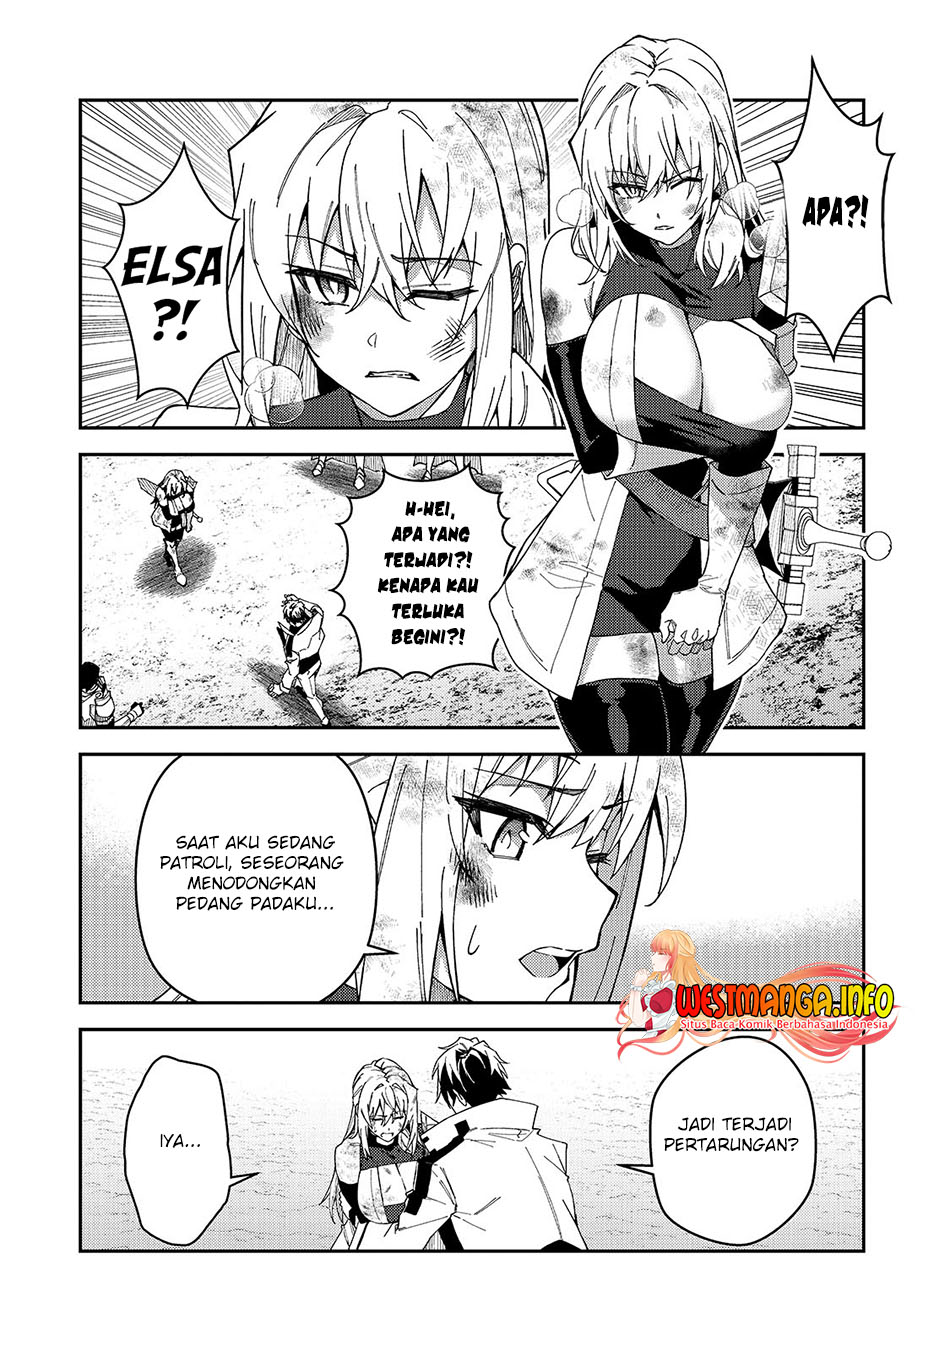 APA?!
ELSA
?!
H-HEI,
APA YANG
TERJADI?!
KENAPA KAU
TERLUKA
BEGINI?!
SAAT AKU SEDANG
PATROLI, SESEORANG
MENODONGKAN
PEDANG PADAKU...
WESTMANGA.INFO
Situs Baca Komik Berbahasa Indonesia
JADI TERJADI
PERTARUNGAN?
IYA...